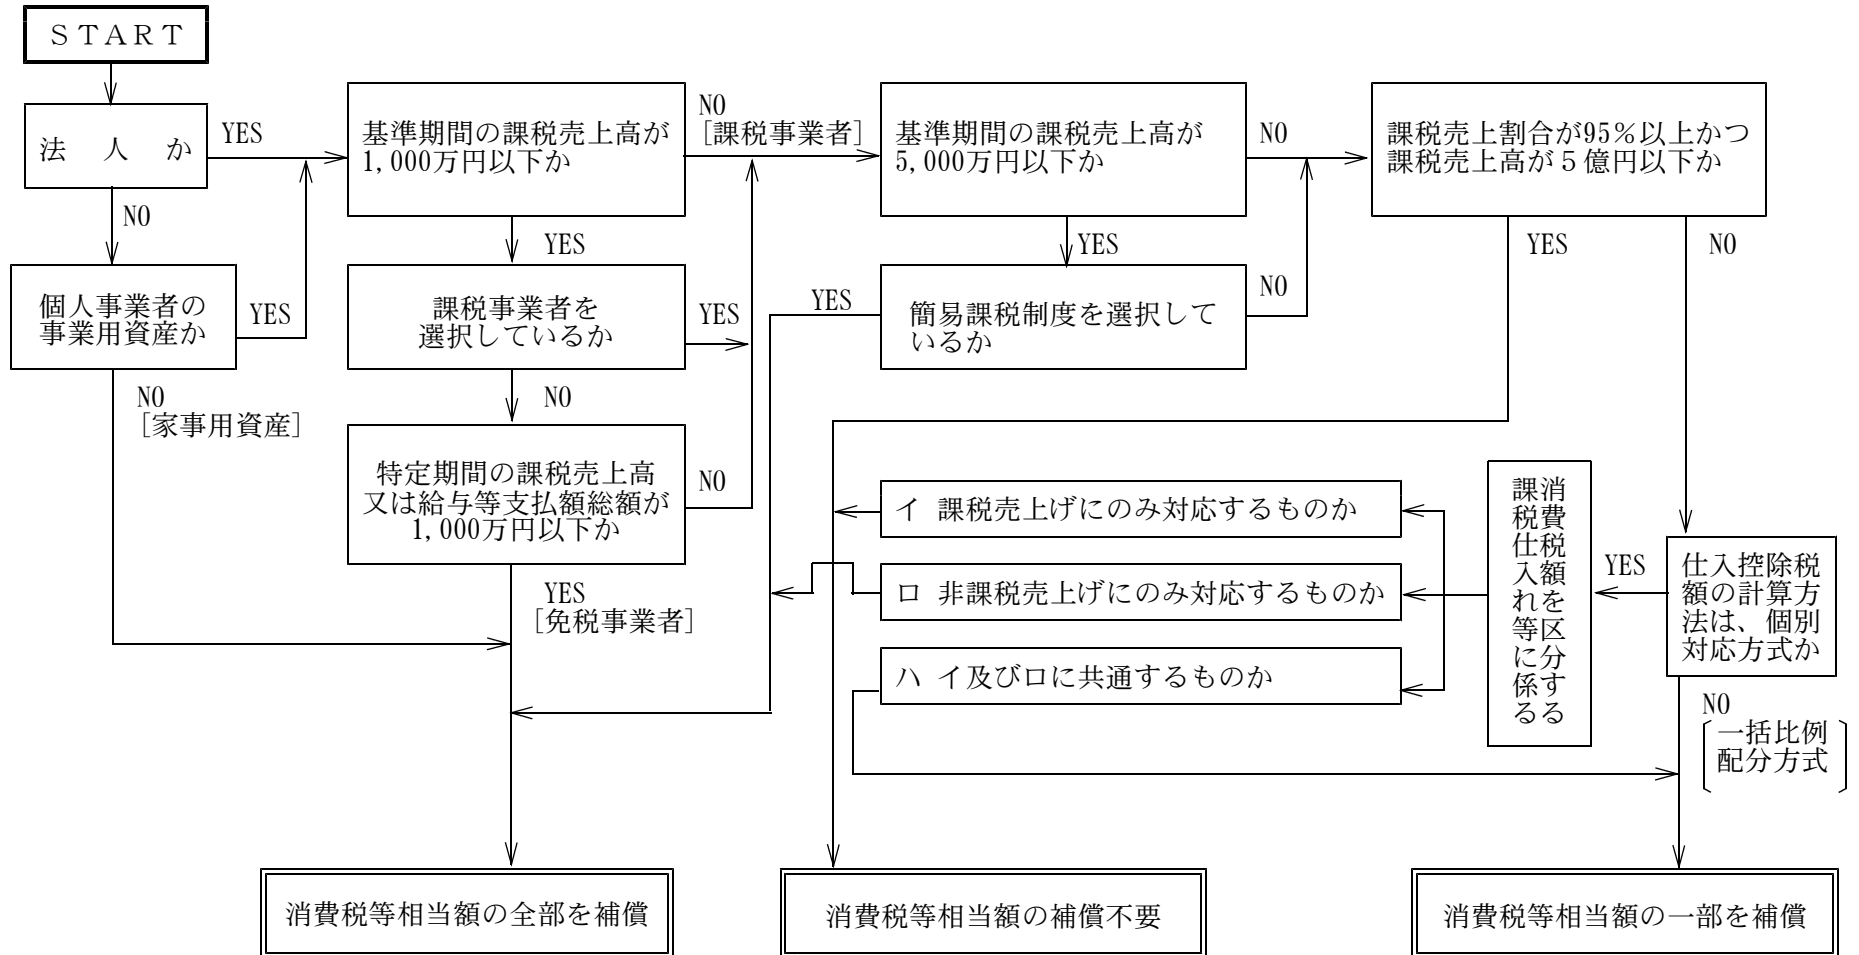 ＳＴＡＲＴ
法　人　か
YES
NO
個人事業者の
事業用資産か
YES
NO
［家事用資産］
基準期間の課税売上高が
1,000万円以下か
NO
［課税事業者］
YES
課税事業者を
選択しているか
YES
NO
特定期間の課税売上高
又は給与等支払額総額が
1,000万円以下か
NO
YES
［免税事業者］
基準期間の課税売上高が
5,000万円以下か
NO
YES
簡易課税制度を選択して
いるか
YES
NO
課税売上割合が95％以上かつ
課税売上高が５億円以下か
YES
NO
仕入控除税
額の計算方
法は、個別
対応方式か
YES
NO
一括比例
配分方式
課税仕入れ等に係る
消費税額を区分する
イ 課税売上げにのみ対応するものか
ロ 非課税売上げにのみ対応するものか
ハ イ及びロに共通するものか
消費税等相当額の全部を補償
消費税等相当額の補償不要
消費税等相当額の一部を補償